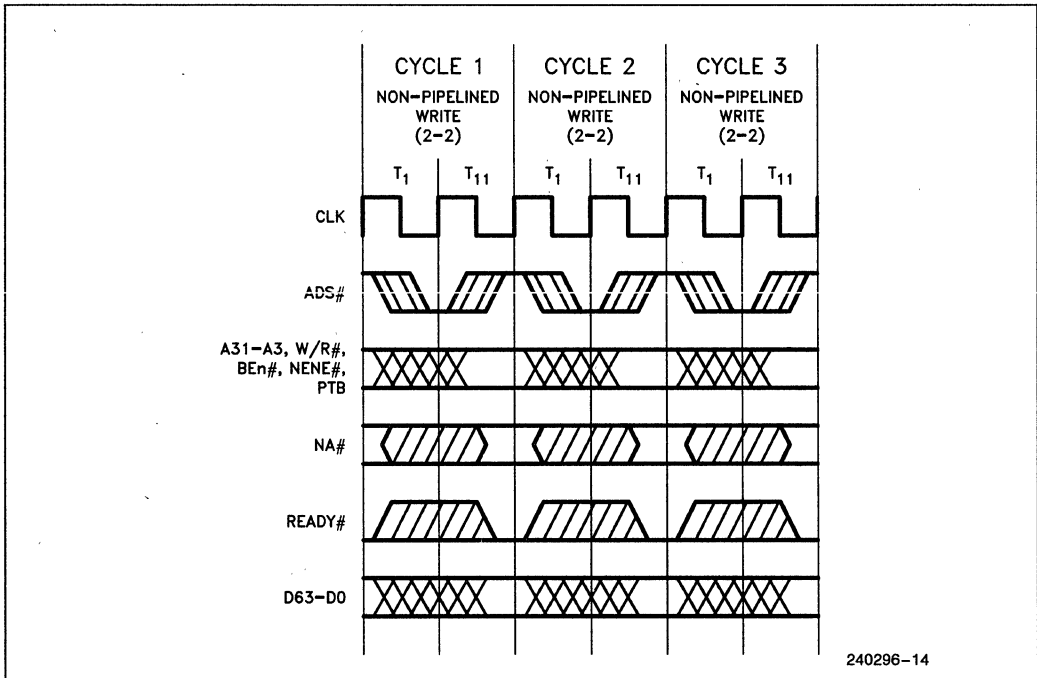 CYCLE 1 CYCLE 2 CYCLE 3
NON-PIPELINED NON-PIPELINED NON-PIPELINED
WRITE WRITE WRITE
(2-2) (2-2) (2-2)
T1 T11 T1 T11 T1 T11
CLK
ADS#
A31-A3, W/R#,
BEn#, NENE#,
PTB
NA#
READY#
D63-D0
240296-14